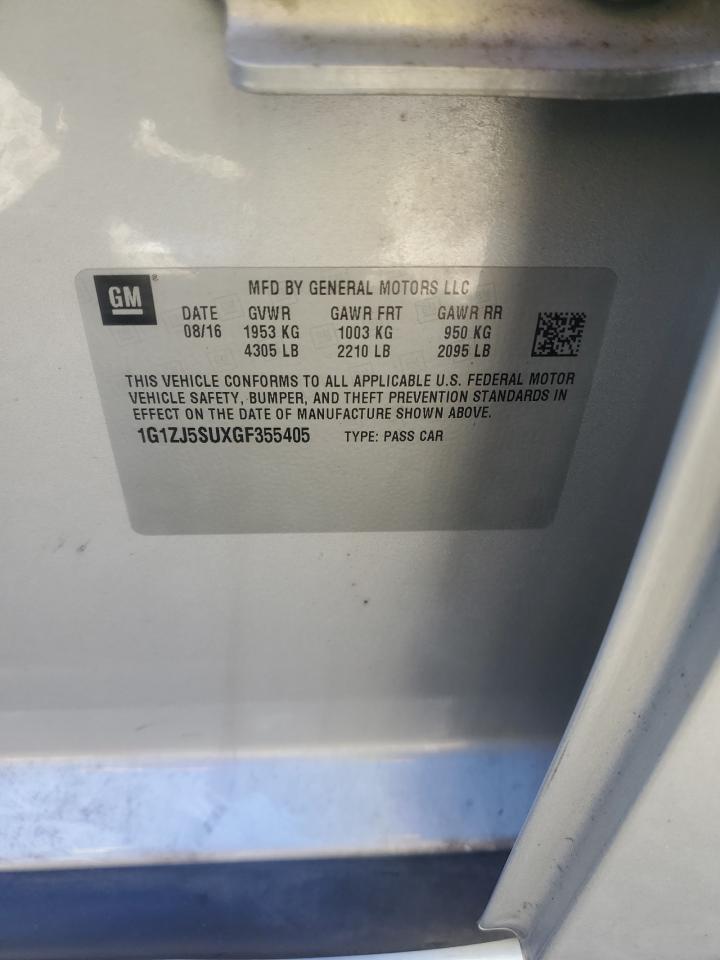 GM ®
MFD BY GENERAL MOTORS LLC
DATE GVWR GAWR FRT GAWR RR
08/16 1953 KG 1003 KG 950 KG
4305 LB 2210 LB 2095 LB
THIS VEHICLE CONFORMS TO ALL APPLICABLE U.S. FEDERAL MOTOR
VEHICLE SAFETY, BUMPER, AND THEFT PREVENTION STANDARDS IN
EFFECT ON THE DATE OF MANUFACTURE SHOWN ABOVE.
1G1ZJ5SUXGF355405 TYPE: PASS CAR